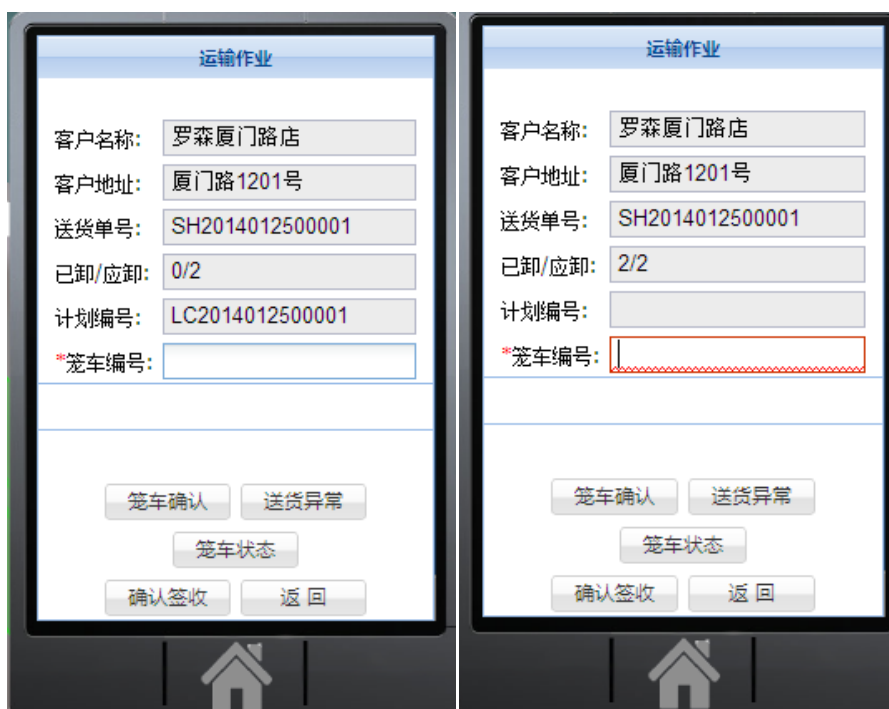 运输作业
客户名称: 罗森厦门路店
客户地址: 厦门路1201号
送货单号: SH2014012500001
已卸/应卸: 0/2
计划编号: LC2014012500001
*笼车编号:
笼车确认 送货异常
笼车状态
确认签收 返 回
运输作业
客户名称: 罗森厦门路店
客户地址: 厦门路1201号
送货单号: SH2014012500001
已卸/应卸: 2/2
计划编号:
*笼车编号:
笼车确认 送货异常
笼车状态
确认签收 返 回